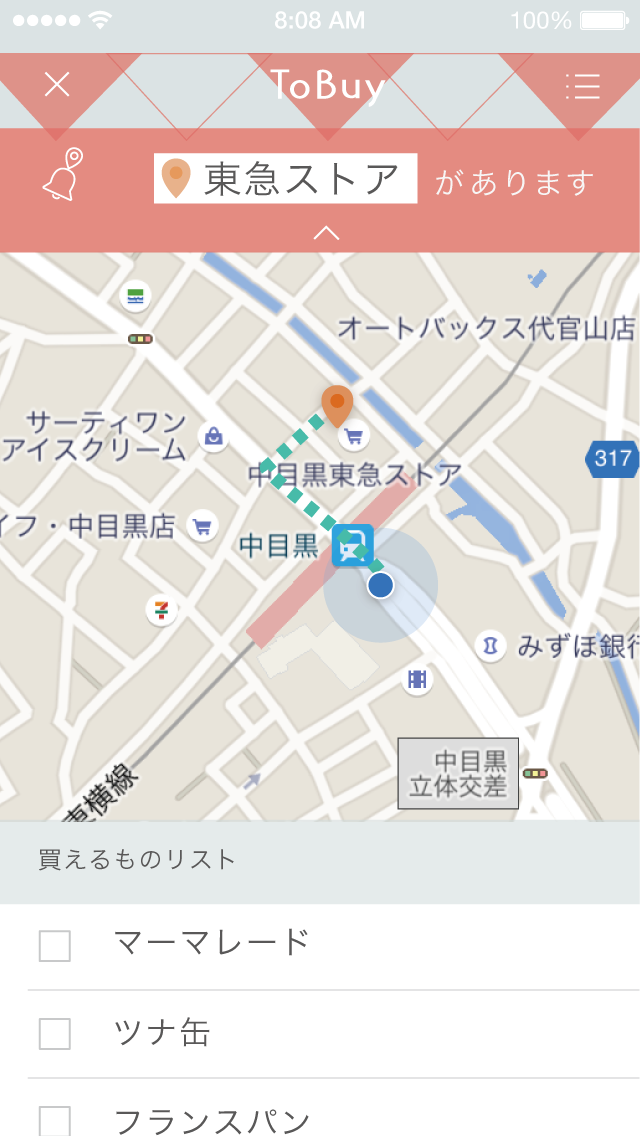 8:08 AM
100%
ToBuy
東急ストア
があります
オートバックス代官山店
サーティワン
アイスクリーム
317
中目黒東急ストア
イフ・中目黒店
中目黒
みずほ銀行
中目黒
立体交差
東横線
買えるものリスト
マーマレード
ツナ缶
フランスパン